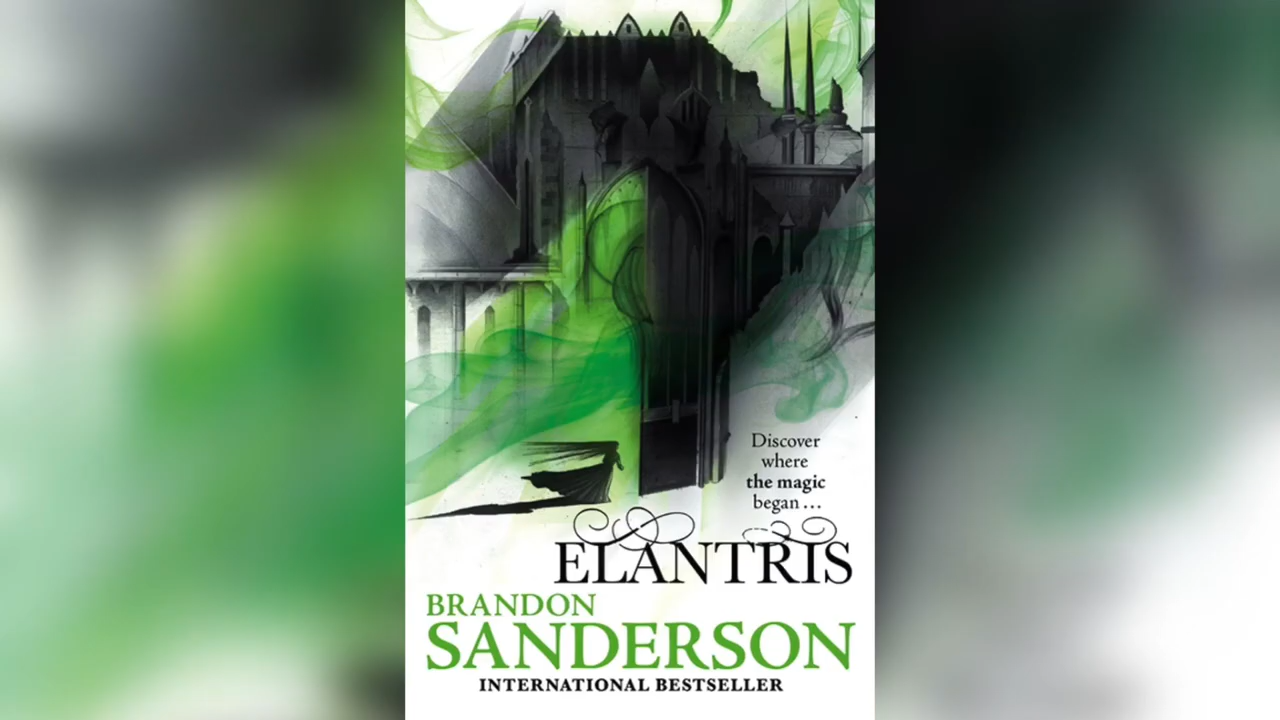 Discover
where
the magic
began ...
ELANTRIS
BRANDON
SANDERSON
INTERNATIONAL BESTSELLER